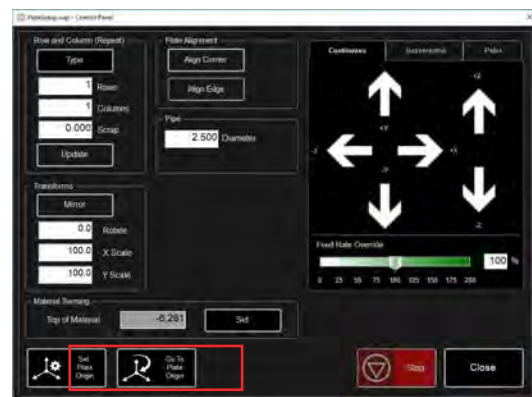 PlateSetup.wxp - Control Panel
Row and Column (Repeat)
Type
1 Rows
1 Columns
0.000 Scrap
Update
Plate Alignment
Align Corner
Align Edge
Pipe
2.500 Diameter
Transforms
Mirror
0.0 Rotate
100.0 X Scale
100.0 Y Scale
Material Sensing
Top of Material -6.281 Set
Continuous Incremental Points
+Y
+Z
-X
+X
-Y
-Z
Feed Rate Override
100 %
0 25 50 75 100 125 150 175 200
Set
Plate
Origin
Go To
Plate
Origin
Stop
Close